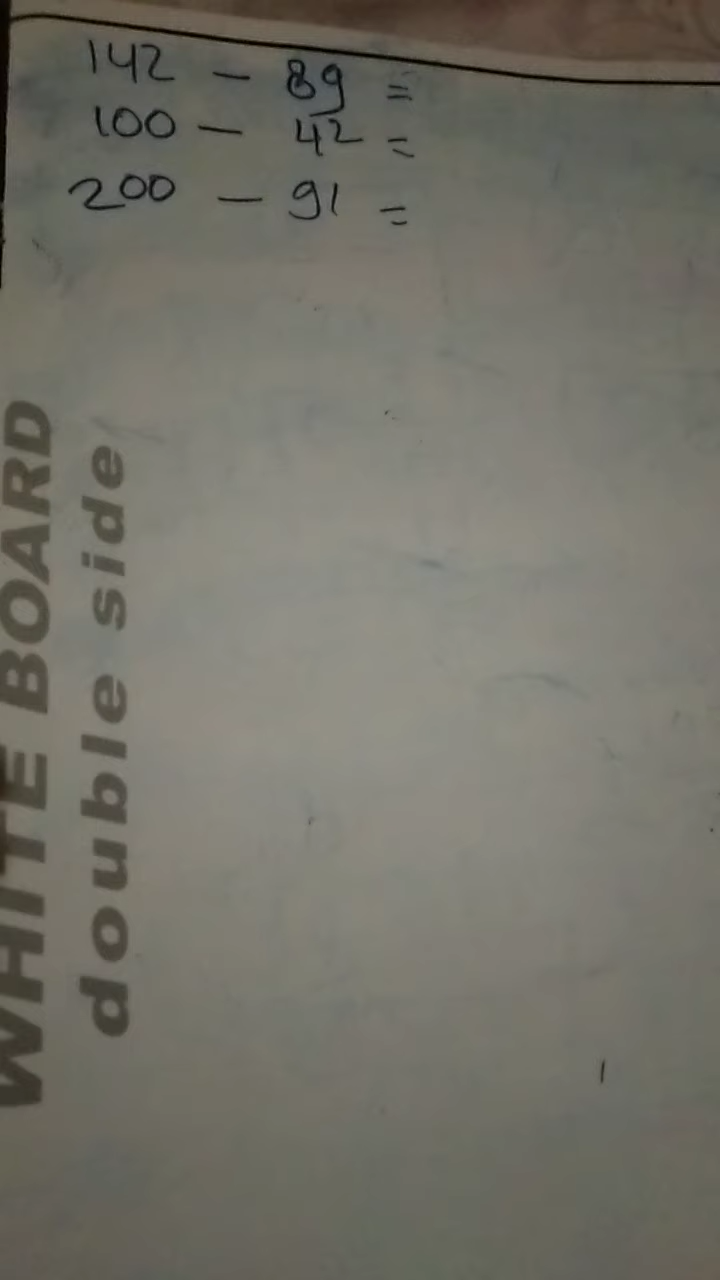 142 - 89 =
100 - 42 =
200 - 91 =
WHITE BOARD
double side